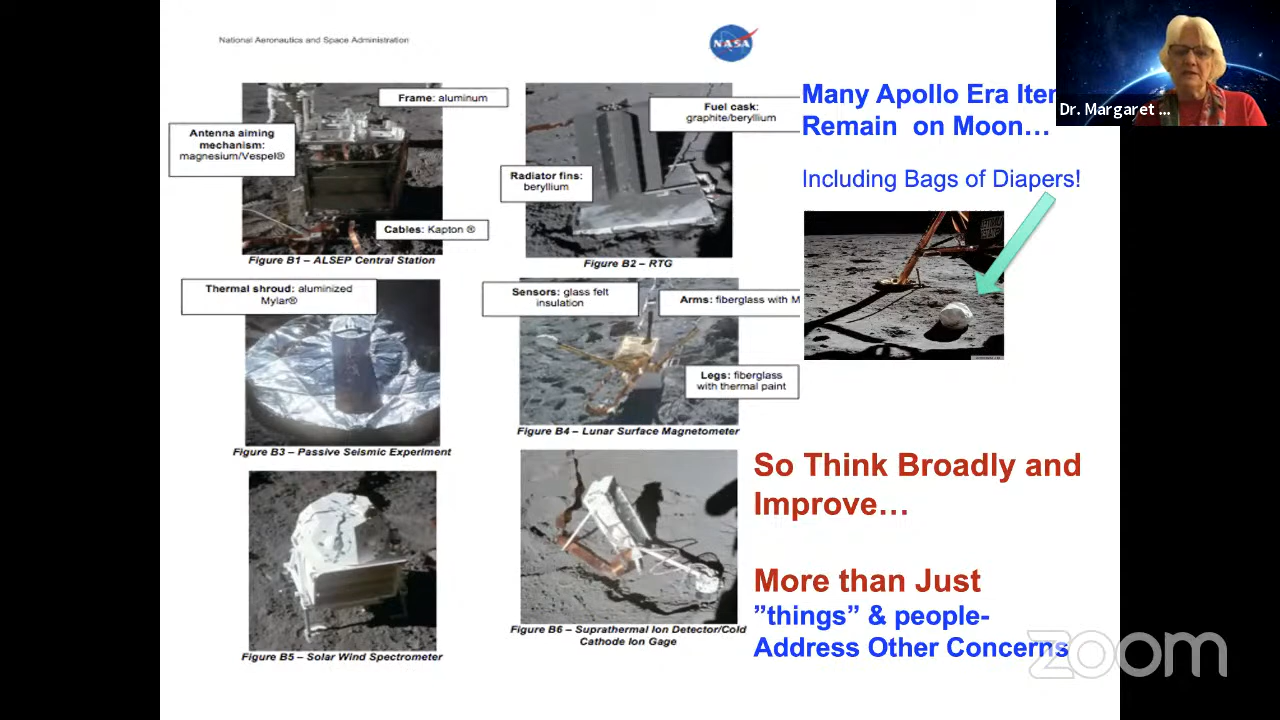 National Aeronautics and Space Administration
NASA
Frame: aluminum
Antenna aiming
mechanism:
magnesium/Vespel®
Cables: Kapton ®
Figure B1 – ALSEP Central Station
Fuel cask:
graphite/beryllium
Radiator fins:
beryllium
Figure B2 – RTG
Thermal shroud: aluminized
Mylar®
Figure B3 – Passive Seismic Experiment
Sensors: glass felt
insulation
Arms: fiberglass with M
Legs: fiberglass
with thermal paint
Figure B4 – Lunar Surface Magnetometer
Figure B5 – Solar Wind Spectrometer
Figure B6 – Suprathermal Ion Detector/Cold
Cathode Ion Gage
Many Apollo Era Iter
Remain on Moon…
Including Bags of Diapers!
So Think Broadly and
Improve…
More than Just
”things” & people-
Address Other Concerns
Dr. Margaret ...
zoom